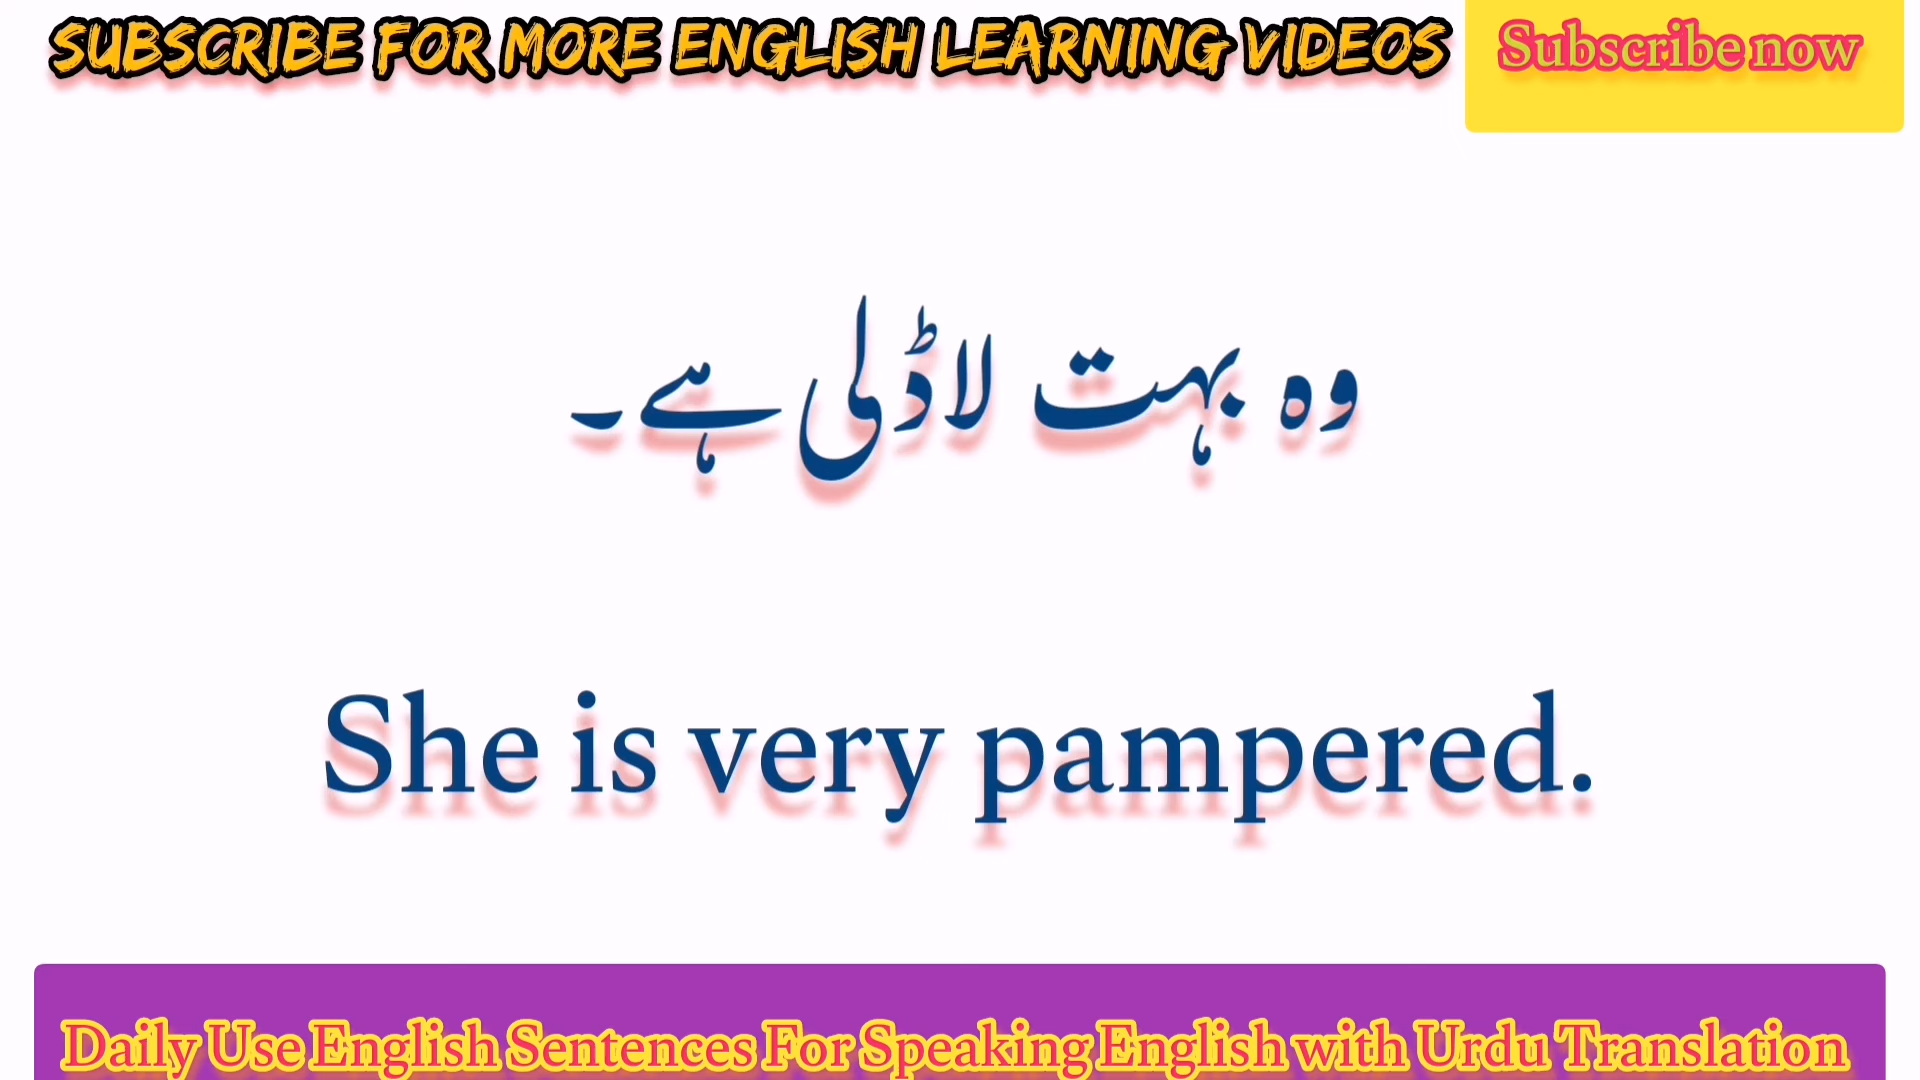 SUBSCRIBE FOR MORE ENGLISH LEARNING VIDEOS
Subscribe now
وہ بہت لاڈلی ہے۔
She is very pampered.
Daily Use English Sentences For Speaking English with Urdu Translation